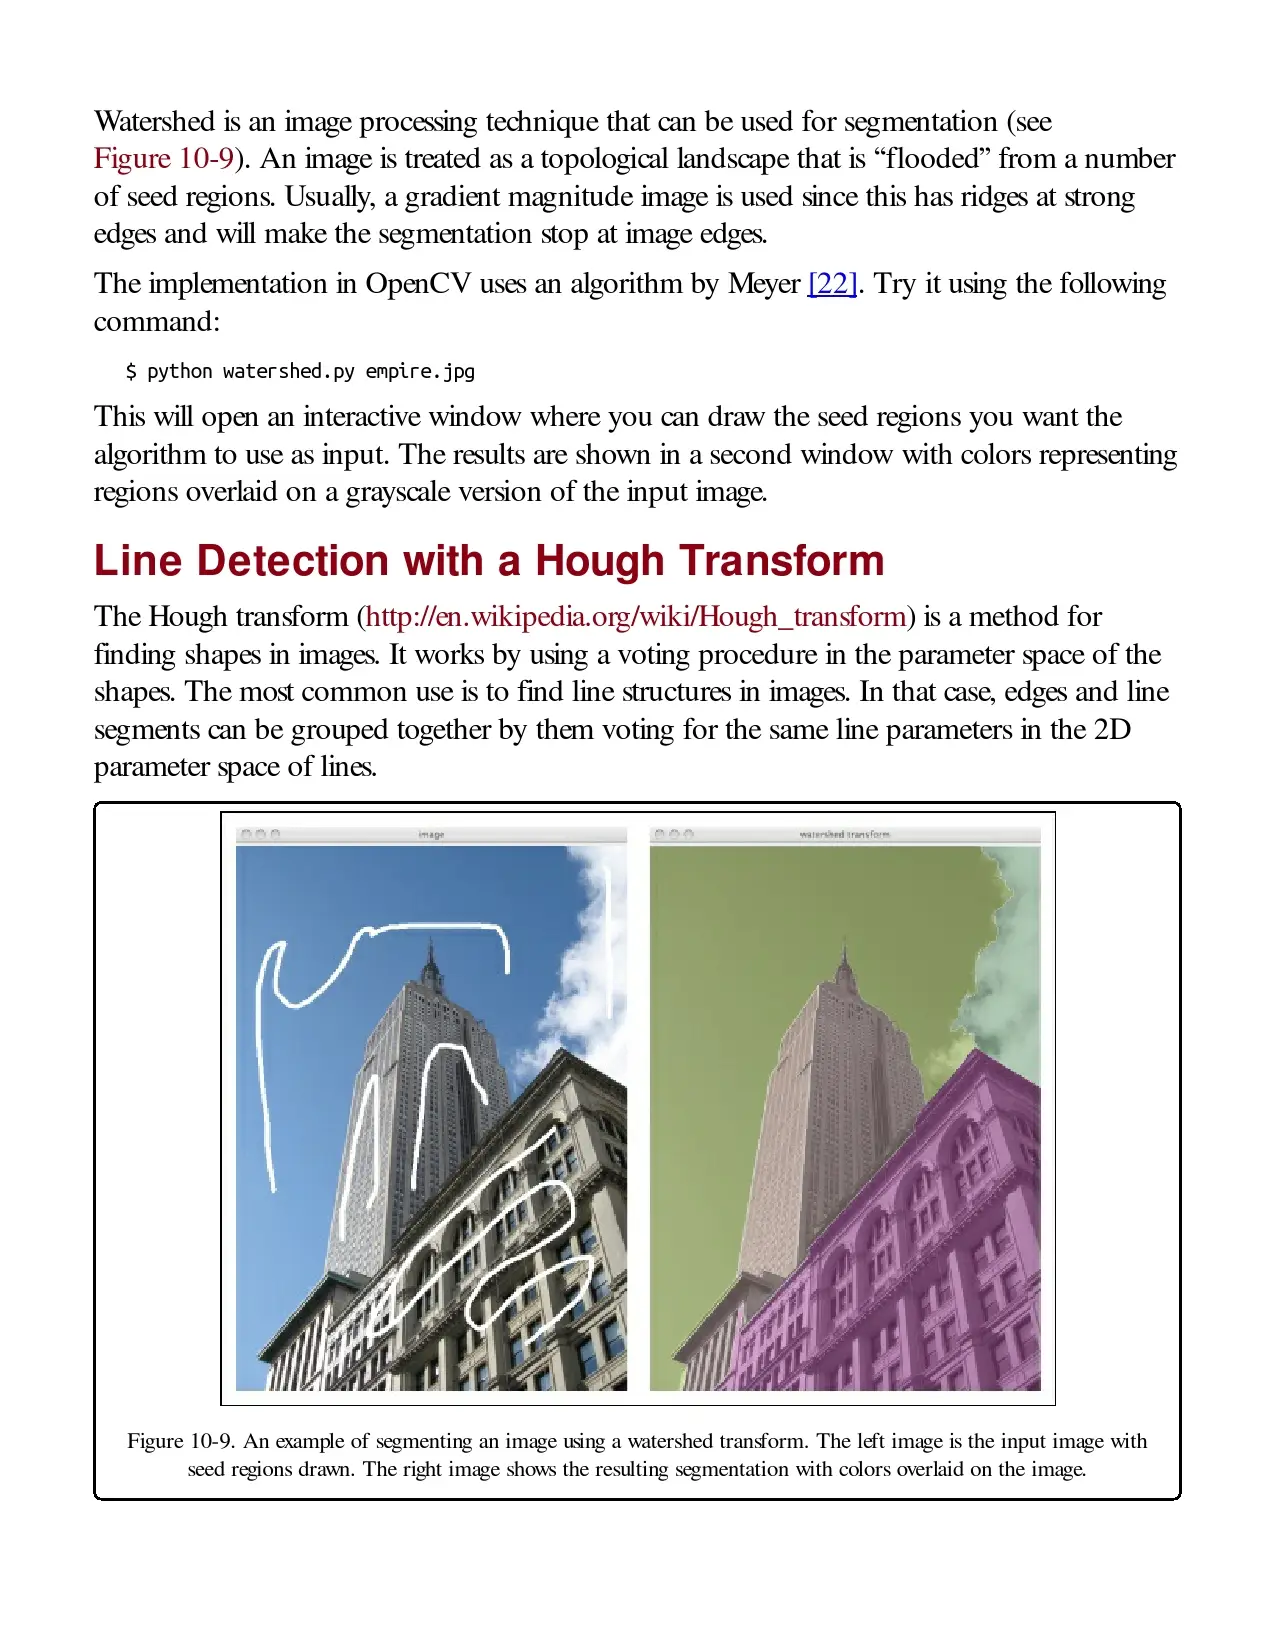 Watershed is an image processing technique that can be used for segmentation (see
Figure 10-9). An image is treated as a topological landscape that is “flooded” from a number
of seed regions. Usually, a gradient magnitude image is used since this has ridges at strong
edges and will make the segmentation stop at image edges.
The implementation in OpenCV uses an algorithm by Meyer [22]. Try it using the following
command:
$ python watershed.py empire.jpg
This will open an interactive window where you can draw the seed regions you want the
algorithm to use as input. The results are shown in a second window with colors representing
regions overlaid on a grayscale version of the input image.
Line Detection with a Hough Transform
The Hough transform (http://en.wikipedia.org/wiki/Hough_transform) is a method for
finding shapes in images. It works by using a voting procedure in the parameter space of the
shapes. The most common use is to find line structures in images. In that case, edges and line
segments can be grouped together by them voting for the same line parameters in the 2D
parameter space of lines.
image
watershed transform
Figure 10-9. An example of segmenting an image using a watershed transform. The left image is the input image with
seed regions drawn. The right image shows the resulting segmentation with colors overlaid on the image.